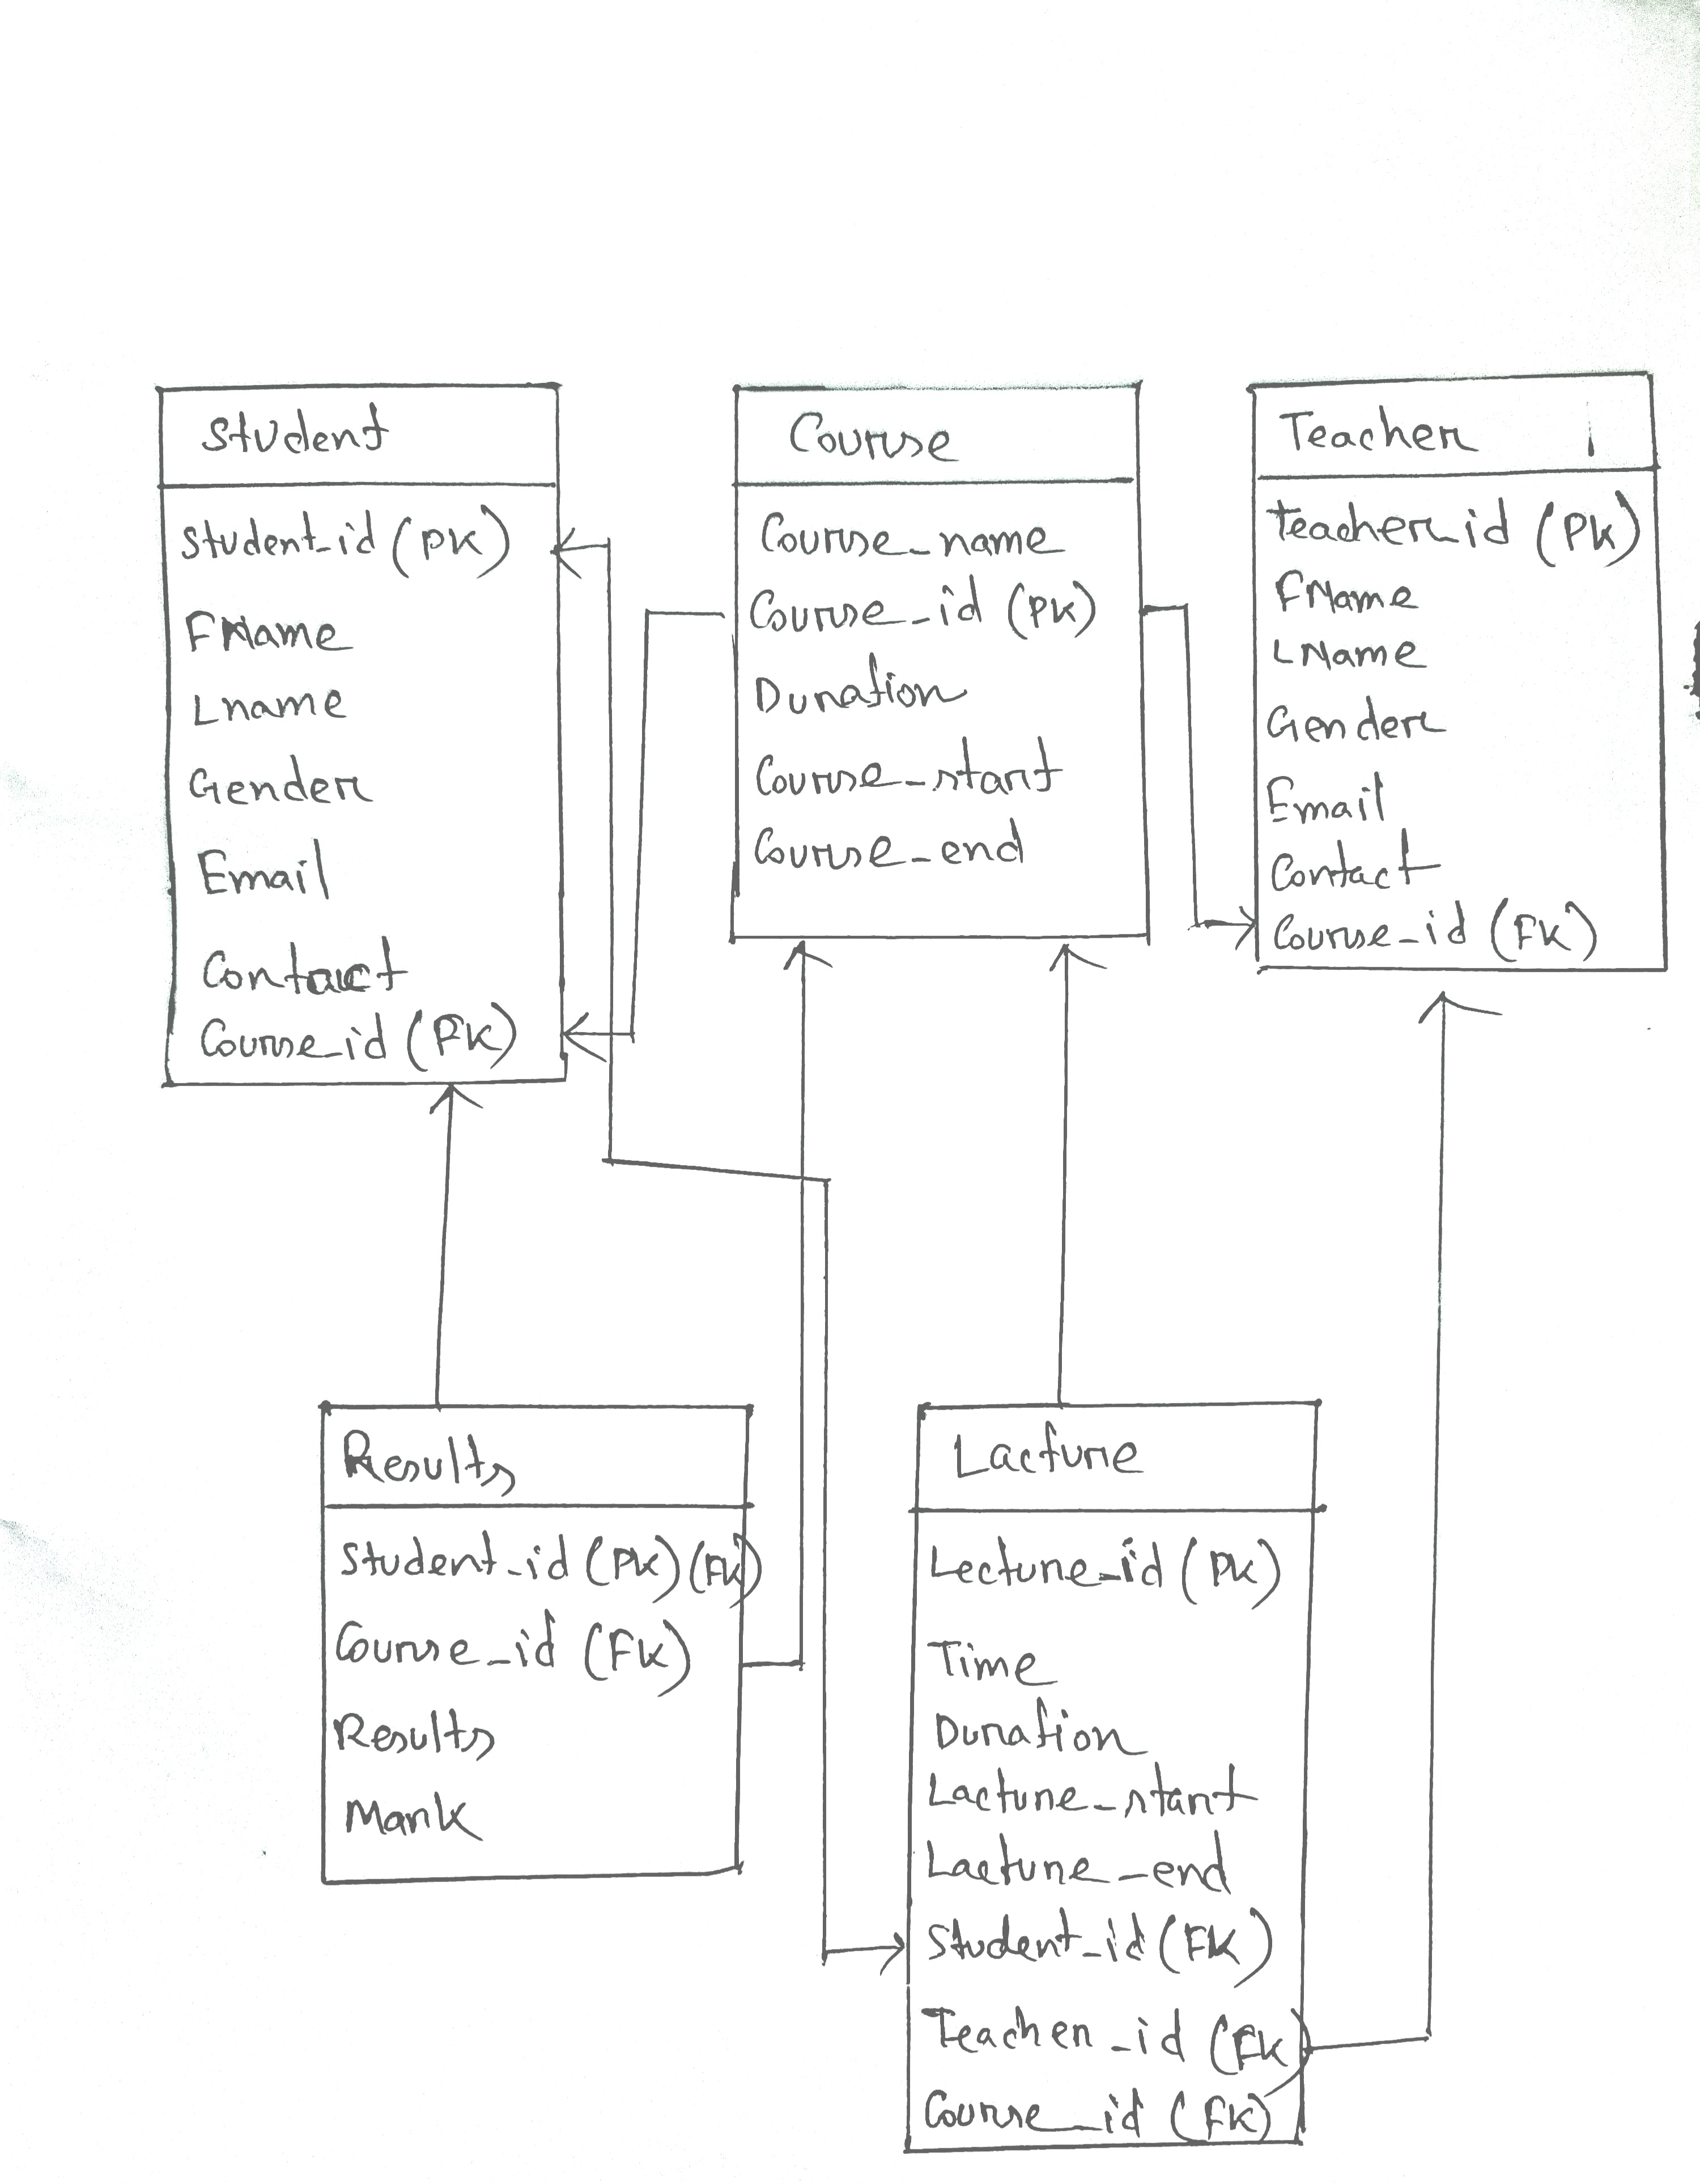 Student
Student_id (PK)
FName
Lname
Gender
Email
Contact
Course_id (FK)
Course
Course_name
Course_id (PK)
Duration
Course_start
Course_end
Teacher
Teacher_id (PK)
FName
LName
Gender
Email
Contact
Course_id (FK)
Results
Student_id (PK) (FK)
Course_id (FK)
Results
Mark
Lacture
Lecture_id (PK)
Time
Duration
Lacture_start
Lacture_end
Student_id (FK)
Teacher_id (FK)
Course_id (FK)